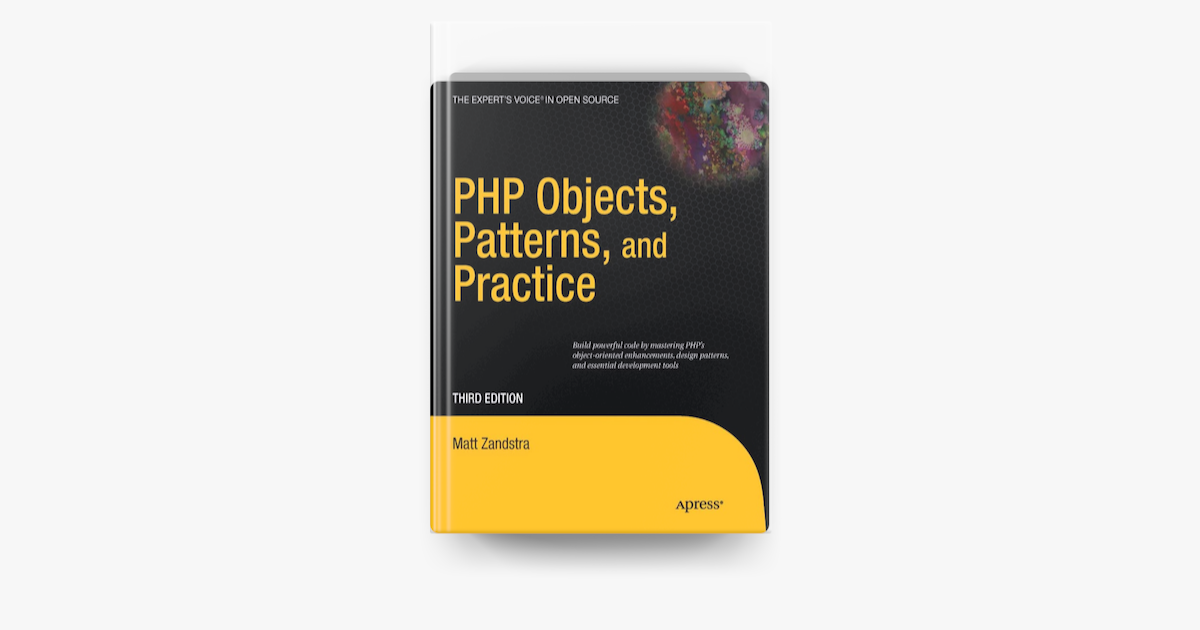 THE EXPERT'S VOICE® IN OPEN SOURCE
PHP Objects,
Patterns, and
Practice
Build powerful code by mastering PHP's
object-oriented enhancements, design patterns,
and essential development tools
THIRD EDITION
Matt Zandstra
Apress®